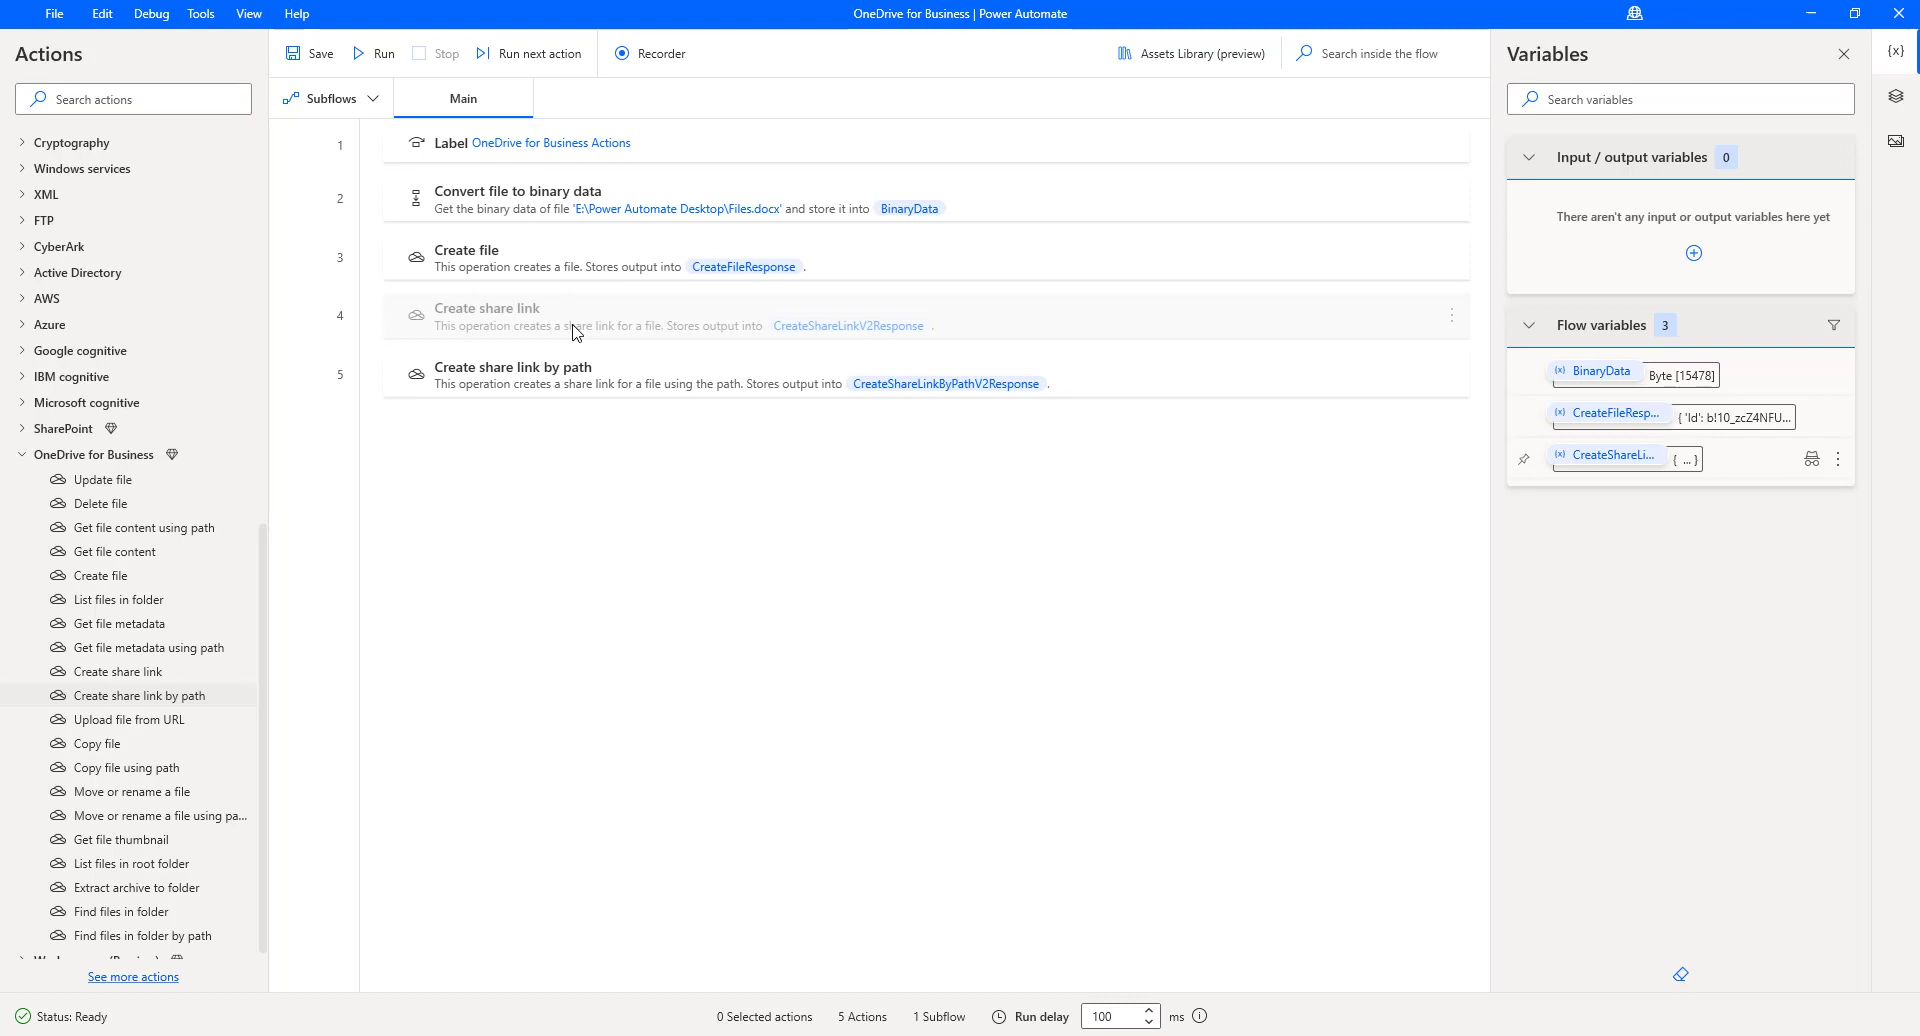 File Edit Debug Tools View Help
OneDrive for Business | Power Automate
Actions
Search actions
Cryptography
Windows services
XML
FTP
CyberArk
Active Directory
AWS
Azure
Google cognitive
IBM cognitive
Microsoft cognitive
SharePoint
OneDrive for Business
Update file
Delete file
Get file content using path
Get file content
Create file
List files in folder
Get file metadata
Get file metadata using path
Create share link
Create share link by path
Upload file from URL
Copy file
Copy file using path
Move or rename a file
Move or rename a file using pa...
Get file thumbnail
List files in root folder
Extract archive to folder
Find files in folder
Find files in folder by path
See more actions
Save Run Stop Run next action Recorder
Assets Library (preview) Search inside the flow
Subflows Main
1 Label OneDrive for Business Actions
2 Convert file to binary data
Get the binary data of file 'E:\Power Automate Desktop\Files.docx' and store it into BinaryData
3 Create file
This operation creates a file. Stores output into CreateFileResponse .
4 Create share link
This operation creates a share link for a file. Stores output into CreateShareLinkV2Response .
5 Create share link by path
This operation creates a share link for a file using the path. Stores output into CreateShareLinkByPathV2Response .
Variables
{x}
Search variables
Input / output variables 0
There aren't any input or output variables here yet
Flow variables 3
(x) BinaryData Byte [15478]
(x) CreateFileResp... { 'Id': b!10_zcZ4NFU...
(x) CreateShareLi... { ... }
Status: Ready
0 Selected actions 5 Actions 1 Subflow Run delay 100 ms